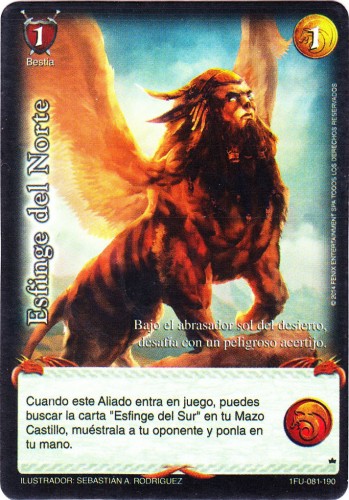 1
1
Bestia
Esfinge del Norte
© 2014 FENIX ENTERTAINMENT SPA TODOS LOS DERECHOS RESERVADOS
Bajo el abrasador sol del desierto,
desafía con un peligroso acertijo.
Cuando este Aliado entra en juego, puedes
buscar la carta "Esfinge del Sur" en tu Mazo
Castillo, muéstrala a tu oponente y ponla en
tu mano.
ILUSTRADOR: SEBASTIAN A. RODRIGUEZ
1FU-081-190